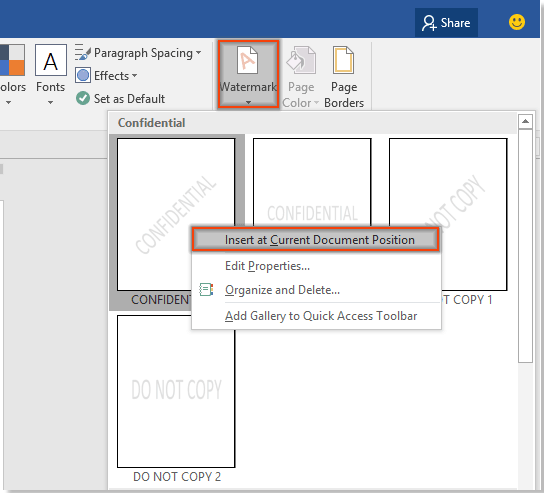 Share
Paragraph Spacing
Effects
Set as Default
olors
Fonts
Watermark
Page
Color
Page
Borders
Confidential
CONFIDENTIAL
CONFIDENTIAL
NOT COPY
Insert at Current Document Position
Edit Properties...
Organize and Delete...
Add Gallery to Quick Access Toolbar
CONFIDENT
T COPY 1
DO NOT COPY
DO NOT COPY 2